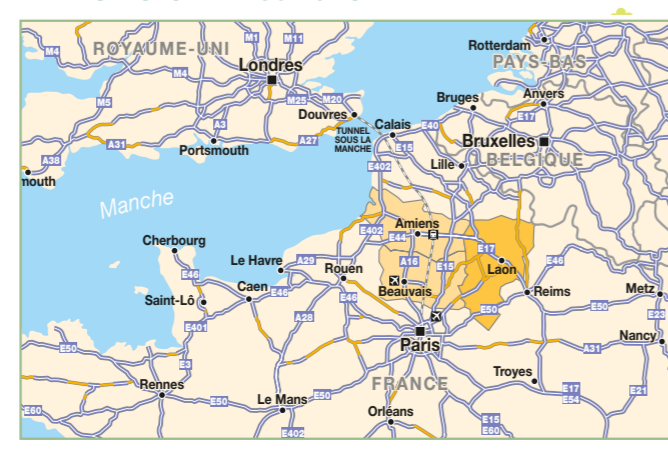 M1
M11
M4
ROYAUME-UNI
Rotterdam
PAYS-BAS
Londres
M4
M5
M25
M20
Bruges
Anvers
E17
Douvres
Calais
E40
A3
TUNNEL
SOUS LA
MANCHE
A31
Portsmouth
A27
E15
Bruxelles
BELGIQUE
A38
mouth
E402
Lille
Manche
Amiens
E402
E44
E17
Cherbourg
Le Havre
A29
Rouen
A16
E15
Laon
E46
E46
Caen
E46
Beauvais
Reims
Metz
Saint-Lô
E46
E50
E50
E401
A28
E23
Paris
Nancy
E50
E3
A31
Rennes
FRANCE
Troyes
E17
E54
E21
E50
Le Mans
E50
E60
Orléans
E15
E60
E402